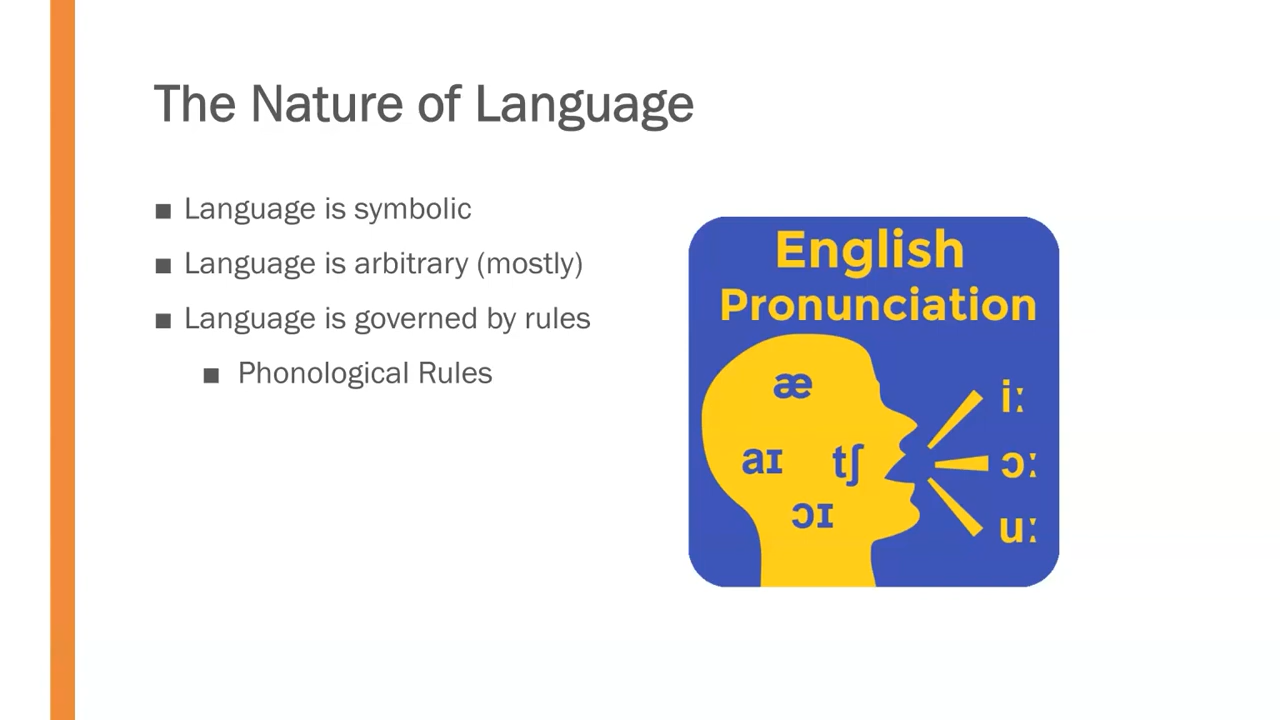 The Nature of Language
■ Language is symbolic
■ Language is arbitrary (mostly)
■ Language is governed by rules
■ Phonological Rules
English
Pronunciation
æ
aɪ
tʃ
ɔɪ
iː
ɔː
uː